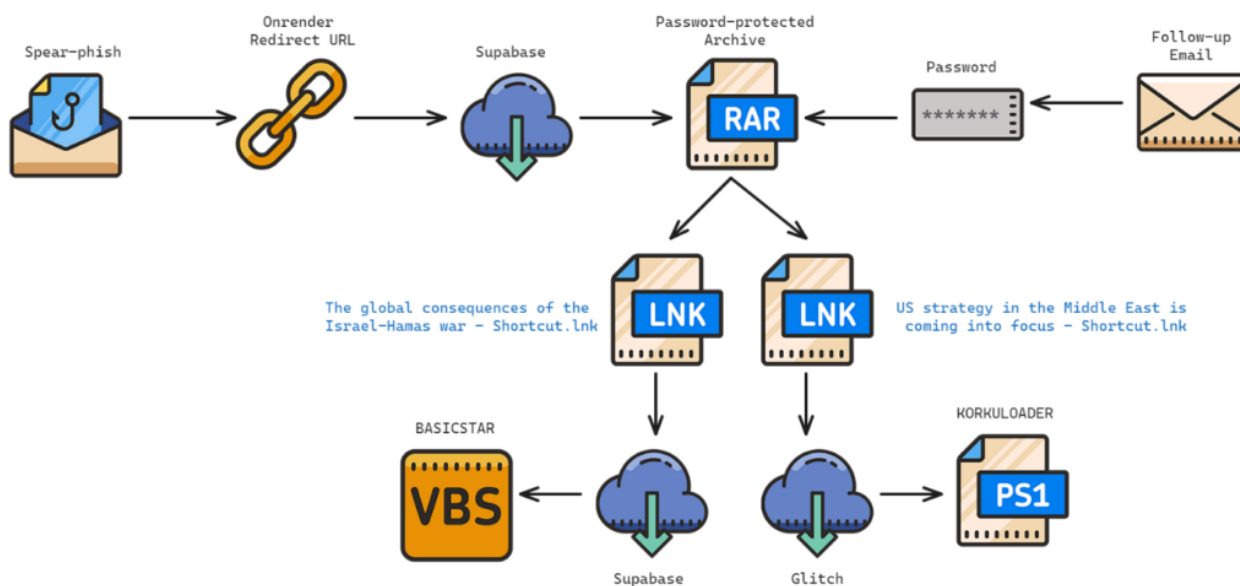 Spear-phish
Onrender
Redirect URL
Supabase
Password-protected
Archive
RAR
Password
*******
Follow-up
Email
The global consequences of the
Israel-Hamas war – Shortcut.lnk
LNK
LNK
US strategy in the Middle East is
coming into focus – Shortcut.lnk
BASICSTAR
VBS
Supabase
Glitch
KORKULOADER
PS1